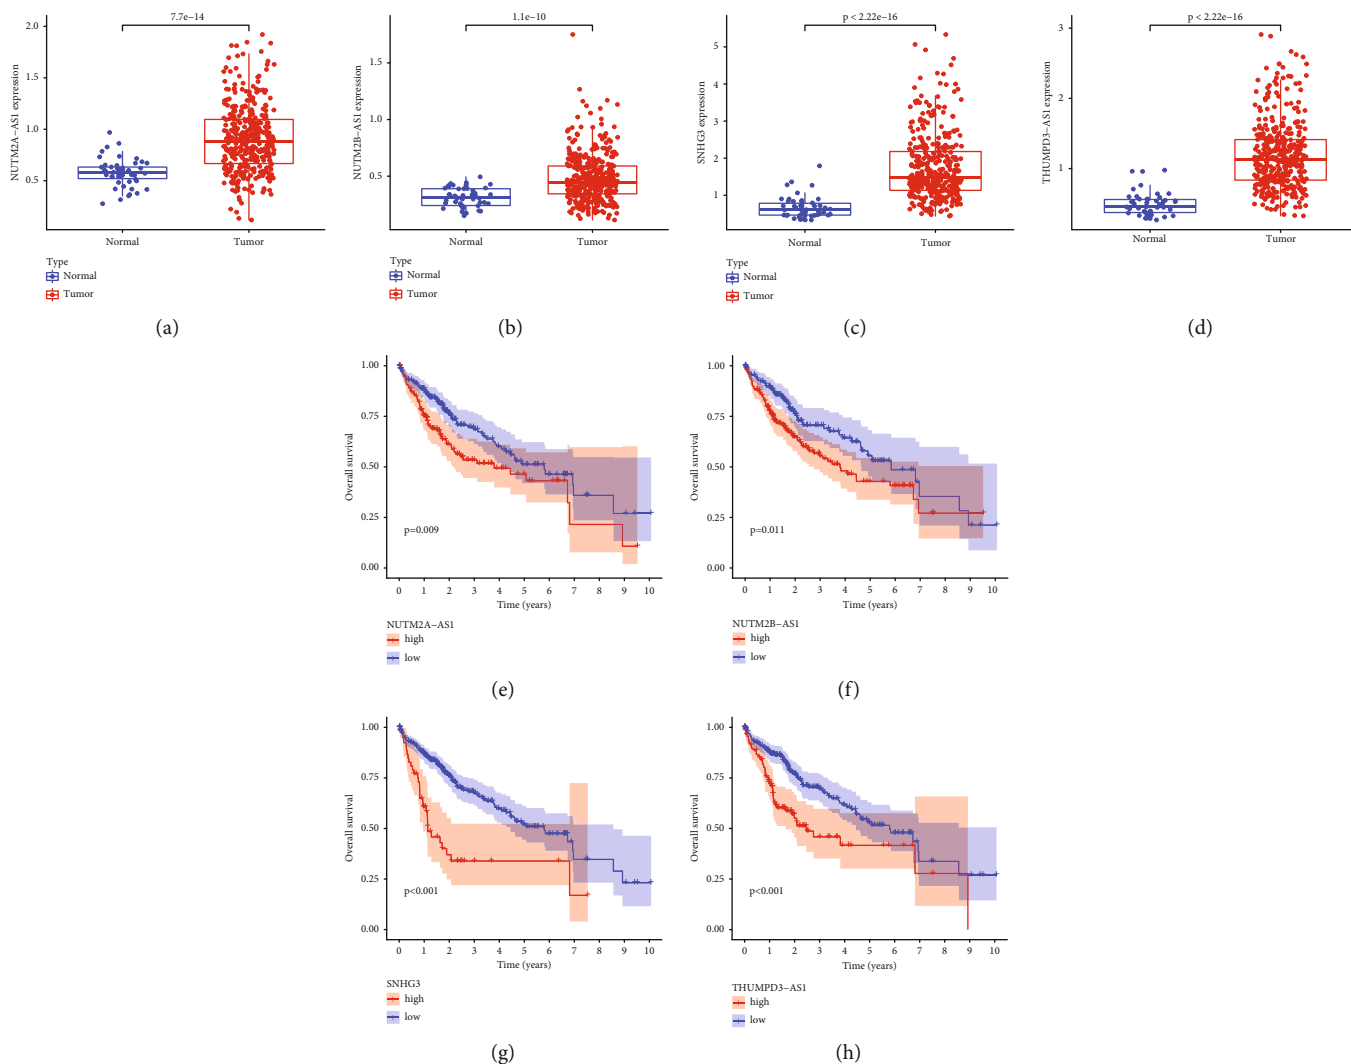 7.7e−14
2.0
1.5
1.0
0.5
NUTM2A−AS1 expression
Normal
Tumor
Type
Normal
Tumor
(a)
1.1e−10
1.5
1.0
0.5
NUTM2B−AS1 expression
Normal
Tumor
Type
Normal
Tumor
(b)
p < 2.22e−16
5
4
3
2
1
SNHG3 expression
Normal
Tumor
Type
Normal
Tumor
(c)
p < 2.22e−16
3
2
1
THUMPD3−AS1 expression
Normal
Tumor
(d)
1.00
0.75
0.50
0.25
0.00
Overall survival
p=0.009
0 1 2 3 4 5 6 7 8 9 10
Time (years)
NUTM2A−AS1
high
low
(e)
1.00
0.75
0.50
0.25
0.00
Overall survival
p=0.011
0 1 2 3 4 5 6 7 8 9 10
Time (years)
NUTM2B−AS1
high
low
(f)
1.00
0.75
0.50
0.25
0.00
Overall survival
p<0.001
0 1 2 3 4 5 6 7 8 9 10
Time (years)
SNHG3
high
low
(g)
1.00
0.75
0.50
0.25
0.00
Overall survival
p<0.001
0 1 2 3 4 5 6 7 8 9 10
Time (years)
THUMPD3−AS1
high
low
(h)